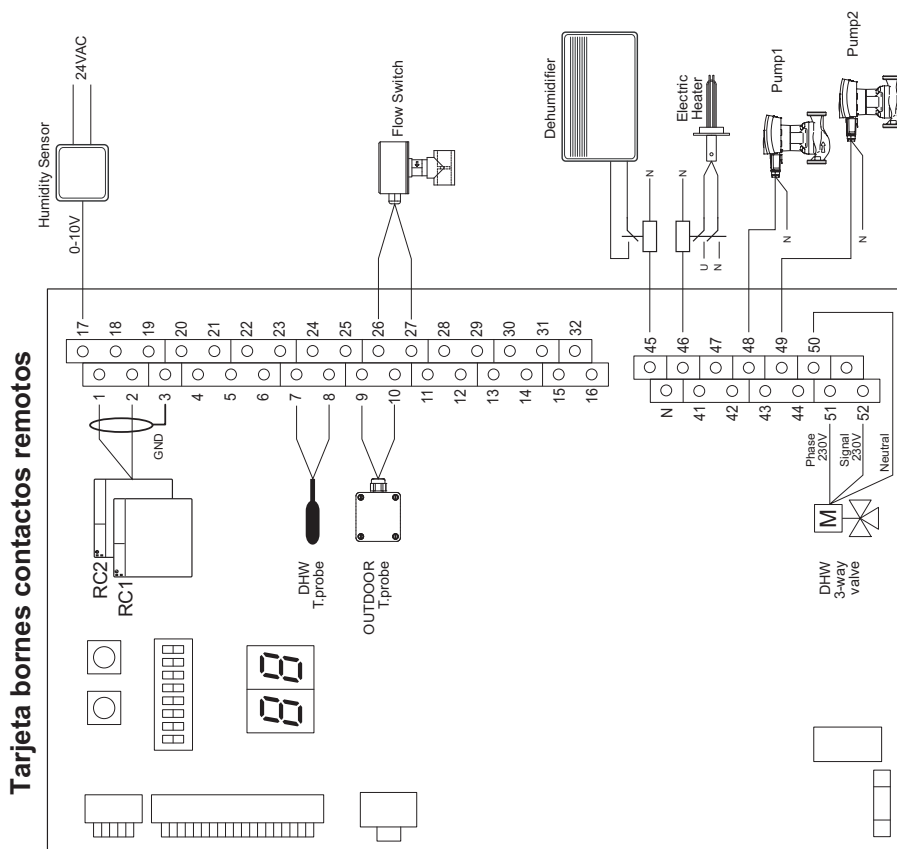 Tarjeta bornes contactos remotos
Humidity Sensor
24VAC
0-10V
Flow Switch
Dehumidifier
Electric
Heater
Pump1
Pump2
N
N
U
N
N
N
17
18
19
20
21
22
23
24
25
26
27
28
29
30
31
32
1
2
3
4
5
6
7
8
9
10
11
12
13
14
15
16
45
46
47
48
49
50
N
41
42
43
44
51
52
RC2
RC1
GND
DHW
T.probe
OUTDOOR
T.probe
Phase
230V
Signal
230V
Neutral
M
DHW
3-way
valve
88